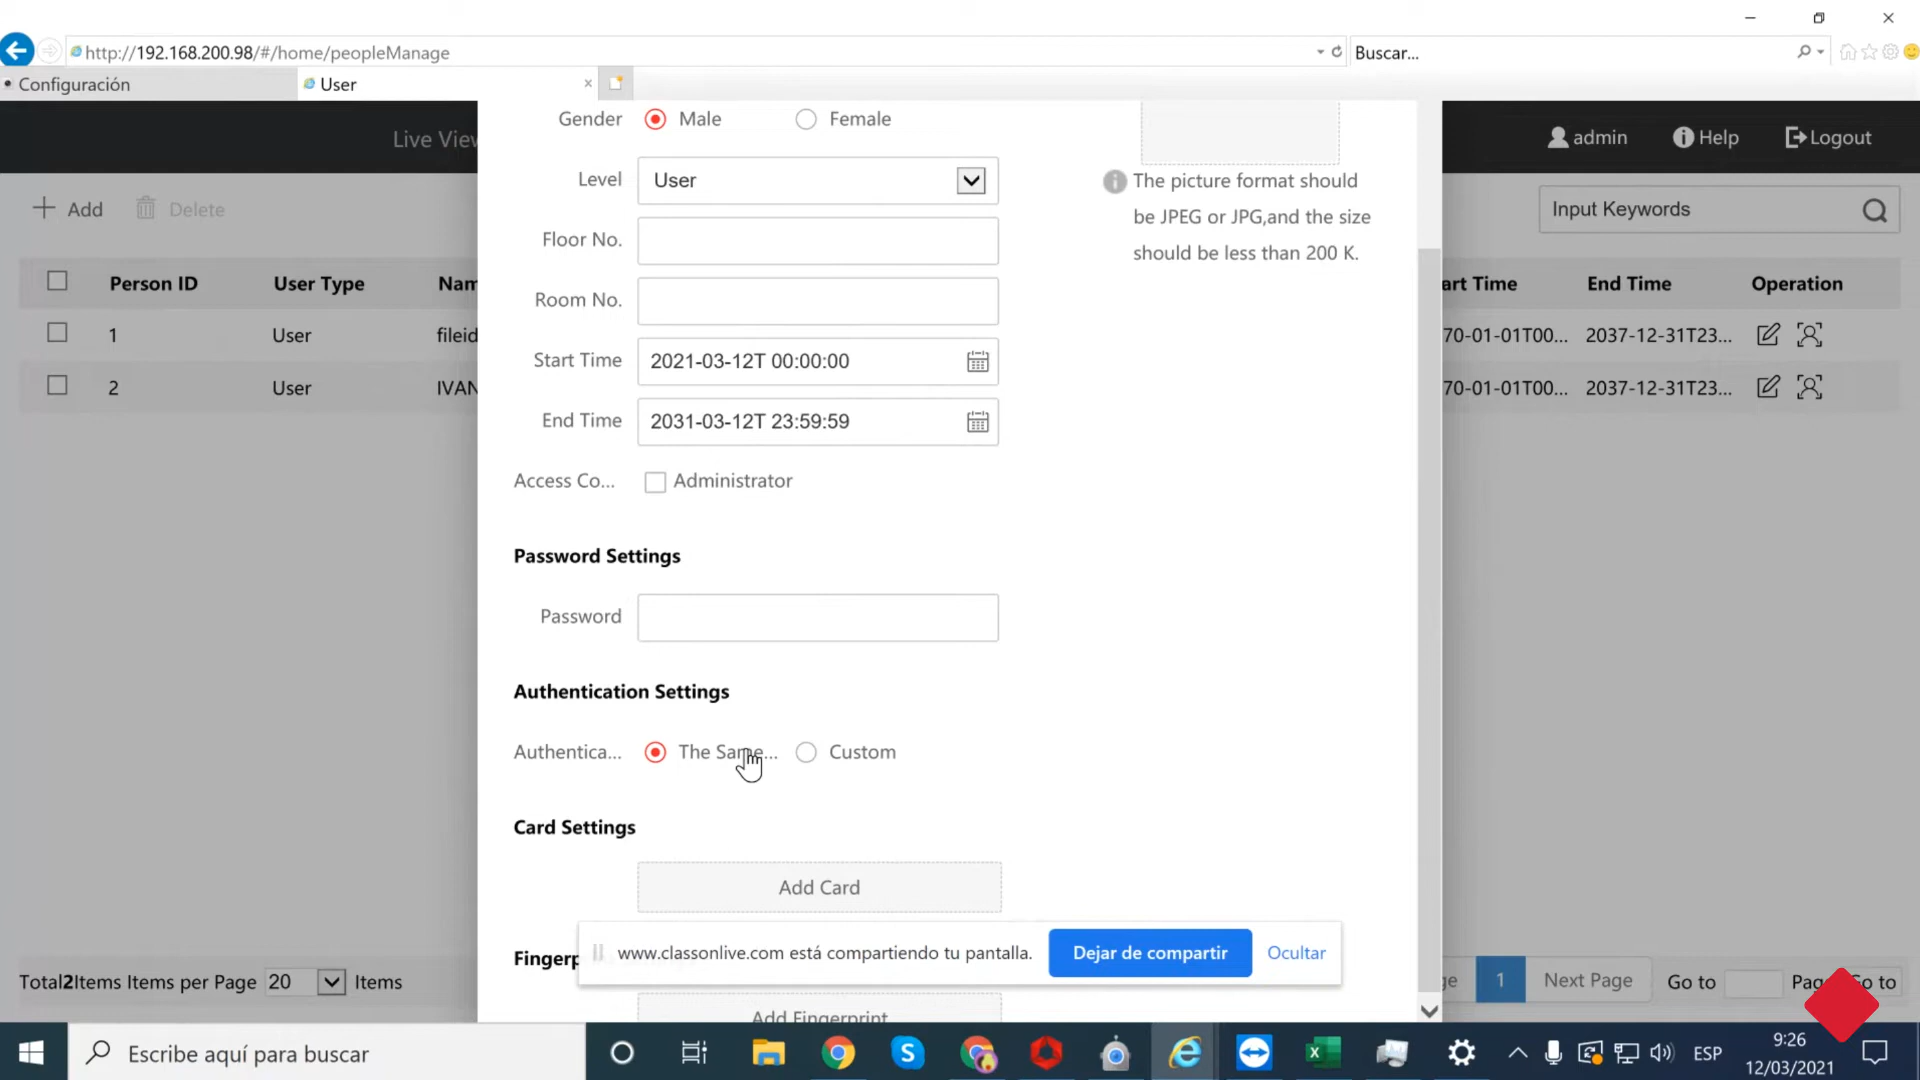 http://192.168.200.98/#/home/peopleManage
Buscar...
Configuración
User
Live View
admin
Help
Logout
Add
Delete
Input Keywords
Person ID
User Type
Nam
art Time
End Time
Operation
1
User
fileid
70-01-01T00...
2037-12-31T23...
2
User
IVAN
70-01-01T00...
2037-12-31T23...
Gender
Male
Female
Level
User
Floor No.
Room No.
Start Time
2021-03-12T 00:00:00
End Time
2031-03-12T 23:59:59
Access Co...
Administrator
The picture format should
be JPEG or JPG,and the size
should be less than 200 K.
Password Settings
Password
Authentication Settings
Authentica...
The Same...
Custom
Card Settings
Add Card
Fingerp
www.classonlive.com está compartiendo tu pantalla.
Dejar de compartir
Ocultar
Add Fingerprint
Total2Items Items per Page
20
Items
ge
1
Next Page
Go to
Pag
o to
Escribe aquí para buscar
ESP
9:26
12/03/2021